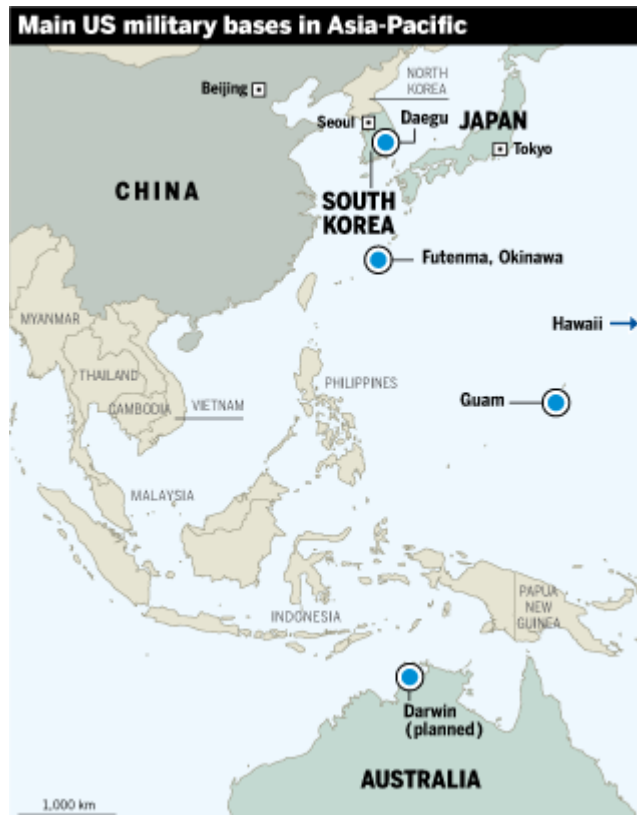 Main US military bases in Asia-Pacific
NORTH
KOREA
Beijing
Seoul
Daegu
JAPAN
Tokyo
CHINA
SOUTH
KOREA
Futenma, Okinawa
MYANMAR
Hawaii
THAILAND
PHILIPPINES
Guam
CAMBODIA
VIETNAM
MALAYSIA
PAPUA
NEW
GUINEA
INDONESIA
Darwin
(planned)
AUSTRALIA
1,000 km